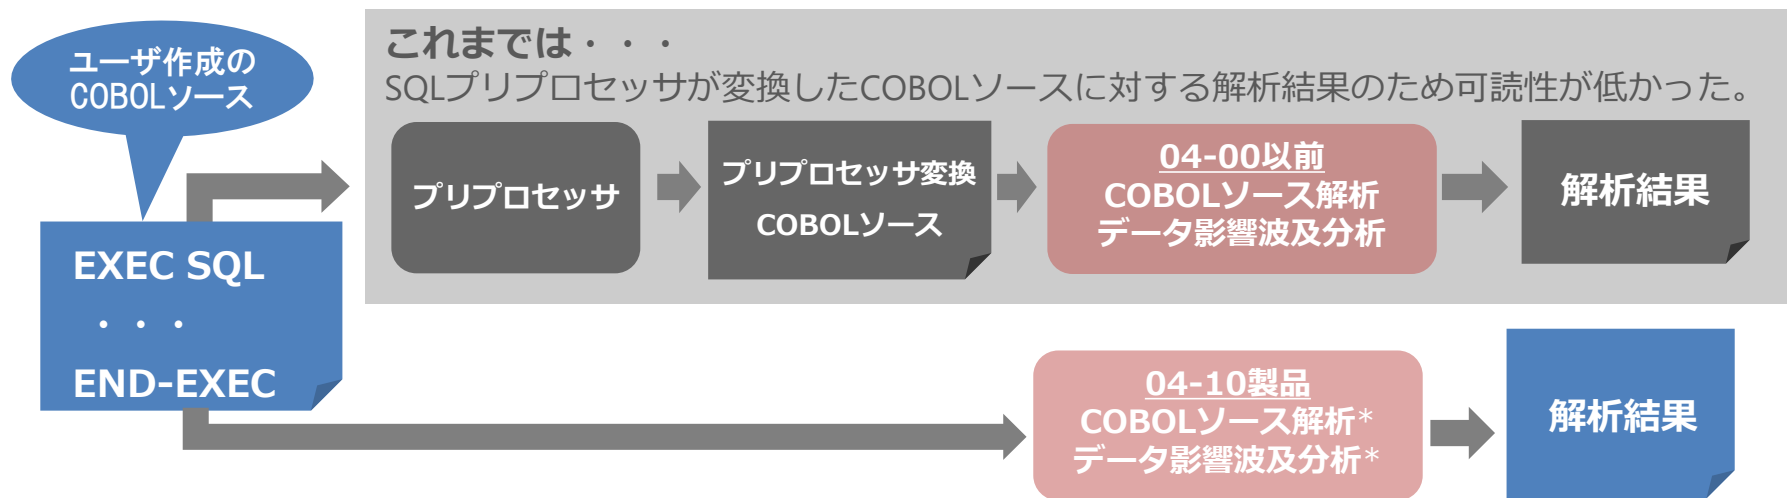 ユーザ作成の
COBOLソース
これまでは・・・
SQLプリプロセッサが変換したCOBOLソースに対する解析結果のため可読性が低かった。
プリプロセッサ
プリプロセッサ変換
COBOLソース
04-00以前
COBOLソース解析
データ影響波及分析
解析結果
EXEC SQL
・・・
END-EXEC
04-10製品
COBOLソース解析*
データ影響波及分析*
解析結果